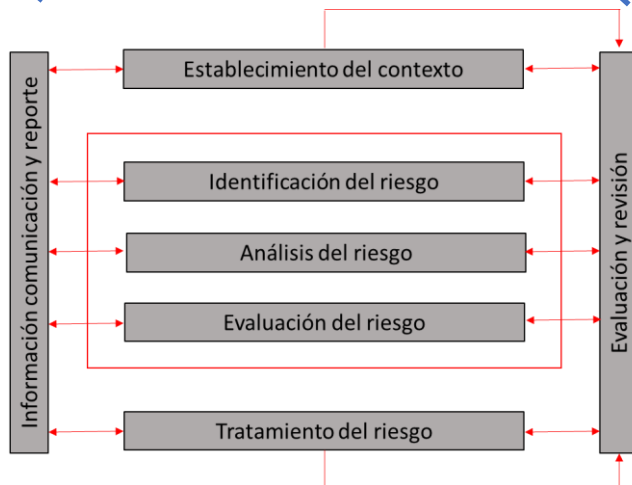 Establecimiento del contexto
Información comunicación y reporte
Identificación del riesgo
Análisis del riesgo
Evaluación del riesgo
Tratamiento del riesgo
Evaluación y revisión